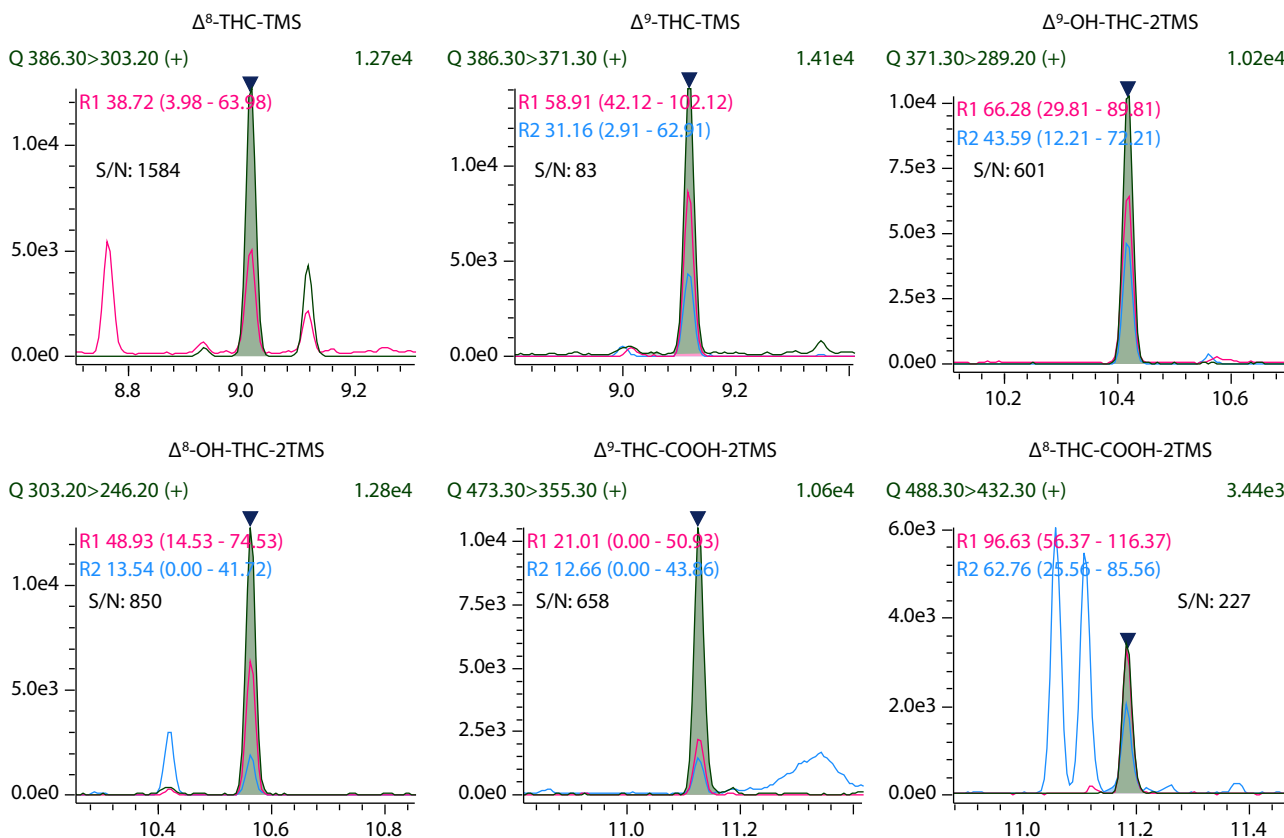 Δ⁸-THC-TMS
Q 386.30>303.20 (+) 1.27e4
R1 38.72 (3.98 - 63.98)
S/N: 1584
1.0e4
5.0e3
0.0e0
8.8 9.0 9.2
Δ⁹-THC-TMS
Q 386.30>371.30 (+) 1.41e4
R1 58.91 (42.12 - 102.12)
R2 31.16 (2.91 - 62.91)
S/N: 83
1.0e4
5.0e3
0.0e0
9.0 9.2
Δ⁹-OH-THC-2TMS
Q 371.30>289.20 (+) 1.02e4
R1 66.28 (29.81 - 89.81)
R2 43.59 (12.21 - 72.21)
S/N: 601
1.0e4
7.5e3
5.0e3
2.5e3
0.0e0
10.2 10.4 10.6
Δ⁸-OH-THC-2TMS
Q 303.20>246.20 (+) 1.28e4
R1 48.93 (14.53 - 74.53)
R2 13.54 (0.00 - 41.72)
S/N: 850
1.0e4
5.0e3
0.0e0
10.4 10.6 10.8
Δ⁹-THC-COOH-2TMS
Q 473.30>355.30 (+) 1.06e4
R1 21.01 (0.00 - 50.93)
R2 12.66 (0.00 - 43.86)
S/N: 658
1.0e4
7.5e3
5.0e3
2.5e3
0.0e0
11.0 11.2
Δ⁸-THC-COOH-2TMS
Q 488.30>432.30 (+) 3.44e3
R1 96.63 (56.37 - 116.37)
R2 62.76 (25.56 - 85.56)
S/N: 227
6.0e3
4.0e3
2.0e3
0.0e0
11.0 11.2 11.4